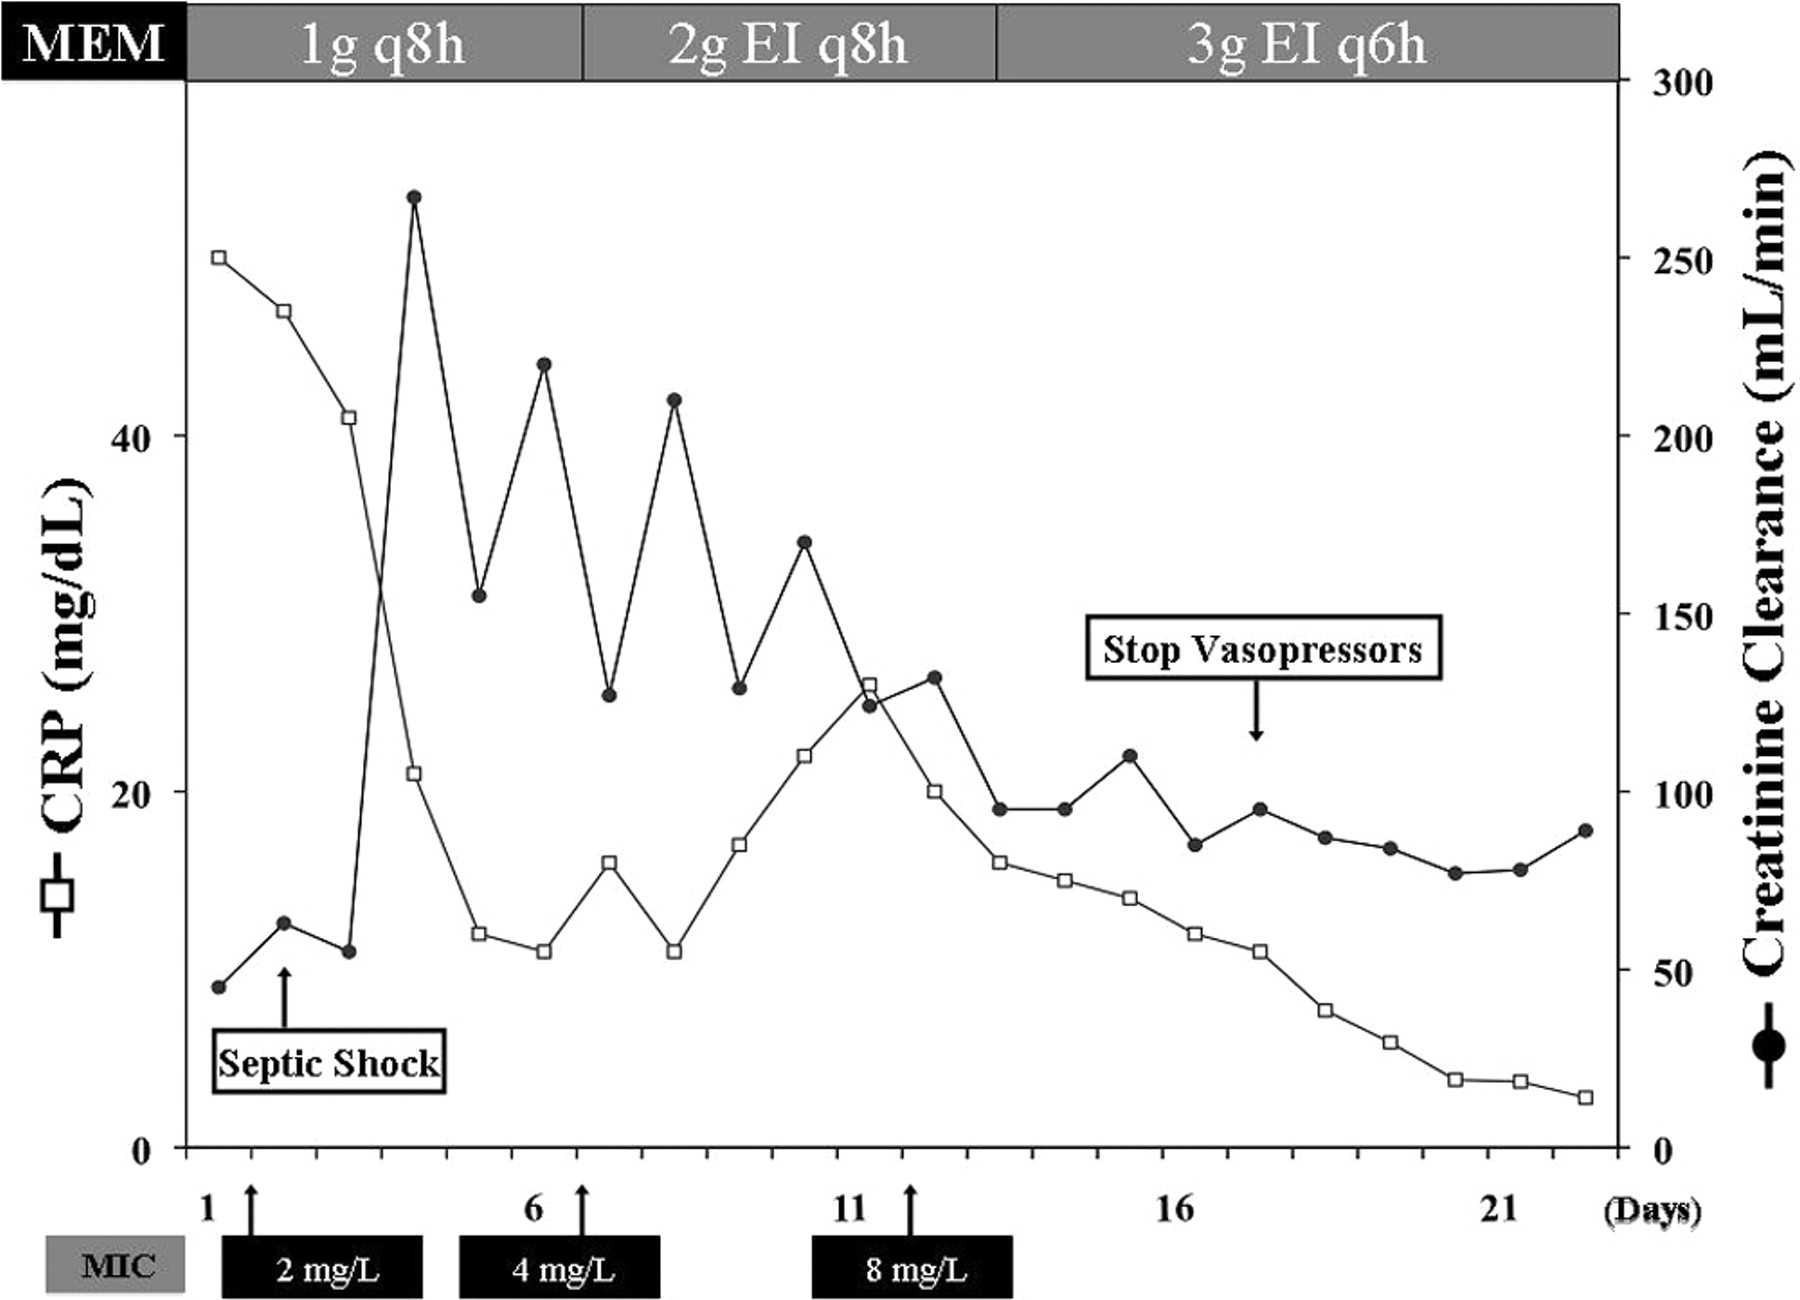 MEM 1g q8h 2g EI q8h 3g EI q6h
300
250
200
150
100
50
0
40
20
0
CRP (mg/dL)
Creatinine Clearance (mL/min)
Stop Vasopressors
Septic Shock
1 6 11 16 21 (Days)
MIC 2 mg/L 4 mg/L 8 mg/L